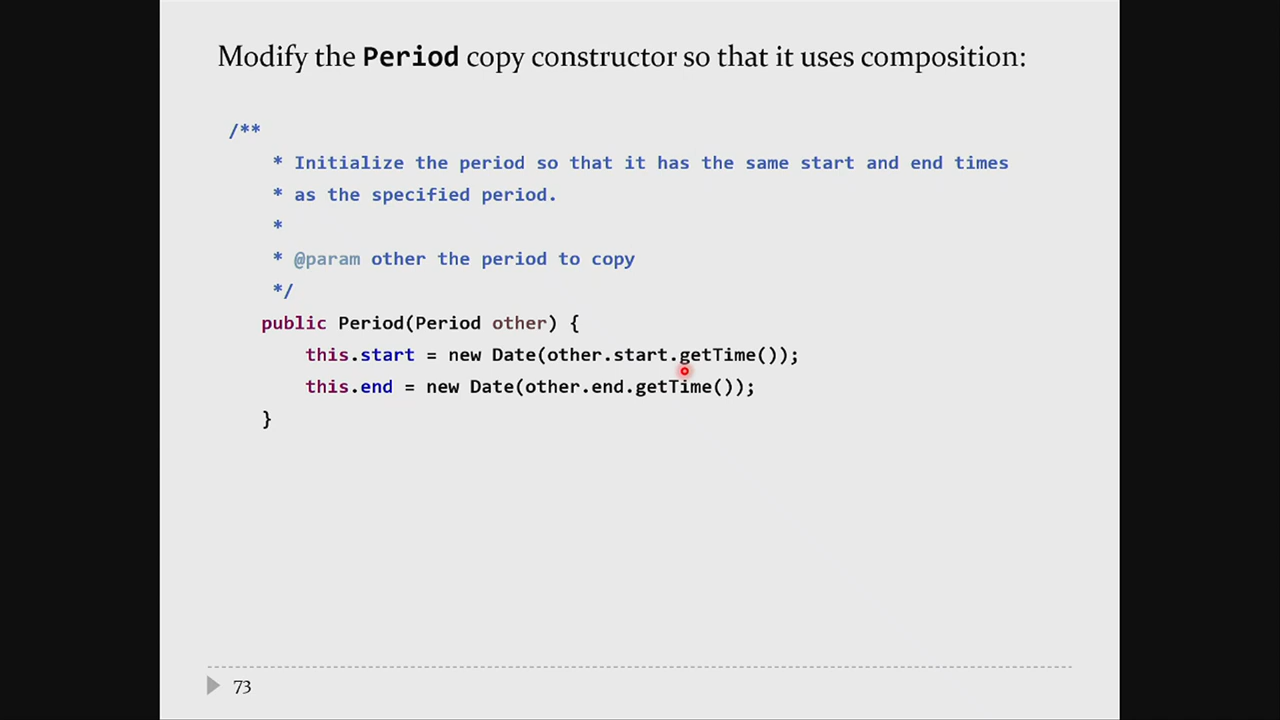 Modify the Period copy constructor so that it uses composition:
/**
* Initialize the period so that it has the same start and end times
* as the specified period.
*
* @param other the period to copy
*/
public Period(Period other) {
this.start = new Date(other.start.getTime());
this.end = new Date(other.end.getTime());
}
73